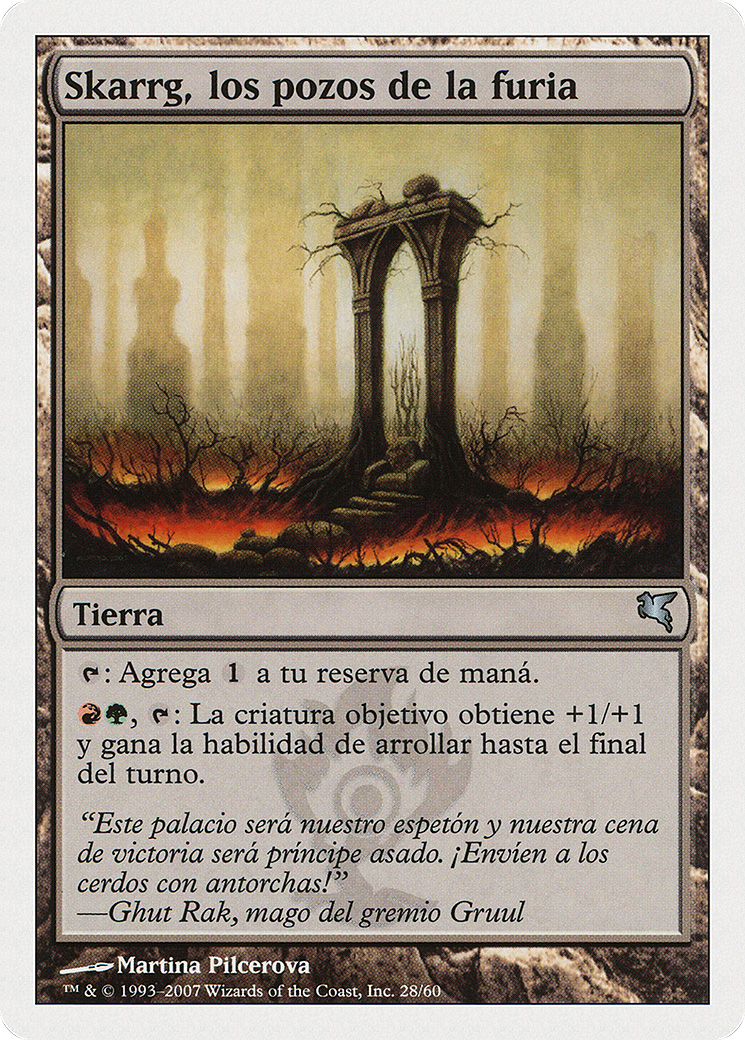 Skarrg, los pozos de la furia
Tierra
: Agrega 1 a tu reserva de maná.
, : La criatura objetivo obtiene +1/+1
y gana la habilidad de arrollar hasta el final
del turno.
“Este palacio será nuestro espetón y nuestra cena
de victoria será príncipe asado. ¡Envíen a los
cerdos con antorchas!”
—Ghut Rak, mago del gremio Gruul
Martina Pilcerova
™ & © 1993–2007 Wizards of the Coast, Inc. 28/60